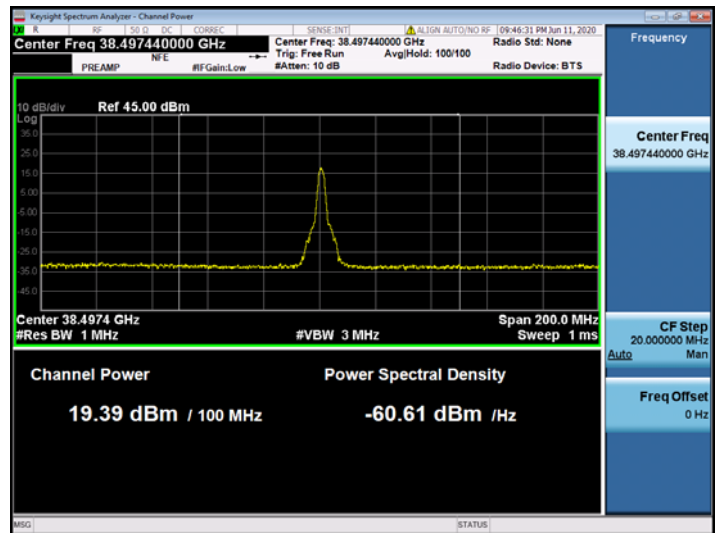 Keysight Spectrum Analyzer - Channel Power
R RF 50 Ω DC CORREC SENSE:INT ALIGN AUTO/NO RF 09:46:31 PM Jun 11, 2020
Center Freq 38.497440000 GHz
Center Freq: 38.497440000 GHz
Radio Std: None
NFE
Trig: Free Run
Avg|Hold: 100/100
PREAMP
#IFGain:Low
#Atten: 10 dB
Radio Device: BTS
10 dB/div
Ref 45.00 dBm
Log
35.0
25.0
15.0
5.00
-5.00
-15.0
-25.0
-35.0
-45.0
Center 38.4974 GHz
Span 200.0 MHz
#Res BW 1 MHz
#VBW 3 MHz
Sweep 1 ms
Channel Power
Power Spectral Density
19.39 dBm / 100 MHz
-60.61 dBm /Hz
Frequency
Center Freq
38.497440000 GHz
CF Step
20.000000 MHz
Auto Man
Freq Offset
0 Hz
MSG
STATUS